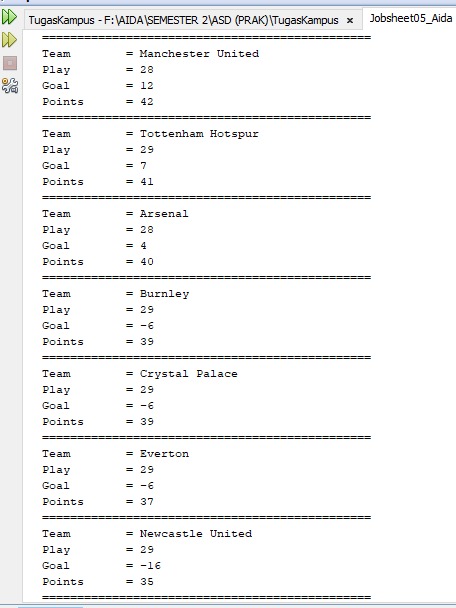 TugasKampus - F:\AIDA\SEMESTER 2\ASD (PRAK)\TugasKampus × Jobsheet05_Aida
===============================================
Team = Manchester United
Play = 28
Goal = 12
Points = 42
===============================================
Team = Tottenham Hotspur
Play = 29
Goal = 7
Points = 41
===============================================
Team = Arsenal
Play = 28
Goal = 4
Points = 40
===============================================
Team = Burnley
Play = 29
Goal = -6
Points = 39
===============================================
Team = Crystal Palace
Play = 29
Goal = -6
Points = 39
===============================================
Team = Everton
Play = 29
Goal = -6
Points = 37
===============================================
Team = Newcastle United
Play = 29
Goal = -16
Points = 35
===============================================